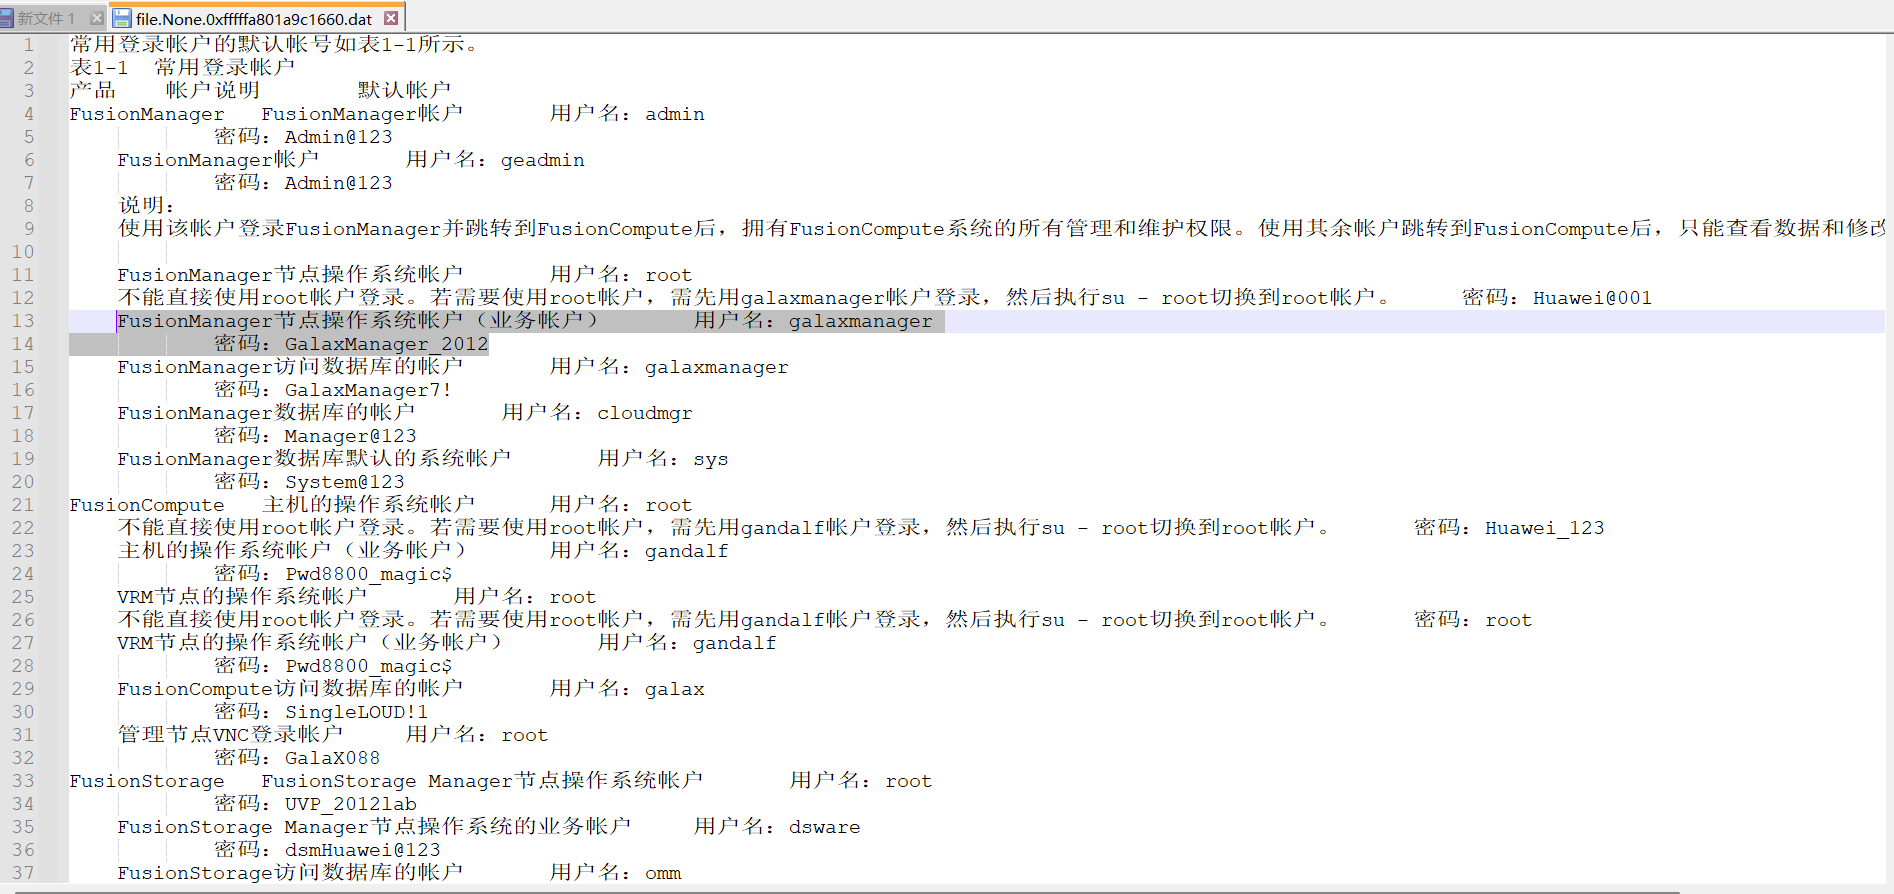 新文件 1
file.None.0xfffffa801a9c1660.dat
1 常用登录帐户的默认帐号如表1-1所示。
2 表1-1 常用登录帐户
3 产品 帐户说明 默认帐户
4 FusionManager FusionManager帐户 用户名：admin
5 密码：Admin@123
6 FusionManager帐户 用户名：geadmin
7 密码：Admin@123
8 说明：
9 使用该帐户登录FusionManager并跳转到FusionCompute后，拥有FusionCompute系统的所有管理和维护权限。使用其余帐户跳转到FusionCompute后，只能查看数据和修改
10
11 FusionManager节点操作系统帐户 用户名：root
12 不能直接使用root帐户登录。若需要使用root帐户，需先用galaxmanager帐户登录，然后执行su - root切换到root帐户。 密码：Huawei@001
13 FusionManager节点操作系统帐户（业务帐户） 用户名：galaxmanager
14 密码：GalaxManager_2012
15 FusionManager访问数据库的帐户 用户名：galaxmanager
16 密码：GalaxManager7!
17 FusionManager数据库的帐户 用户名：cloudmgr
18 密码：Manager@123
19 FusionManager数据库默认的系统帐户 用户名：sys
20 密码：System@123
21 FusionCompute 主机的操作系统帐户 用户名：root
22 不能直接使用root帐户登录。若需要使用root帐户，需先用gandalf帐户登录，然后执行su - root切换到root帐户。 密码：Huawei_123
23 主机的操作系统帐户（业务帐户） 用户名：gandalf
24 密码：Pwd8800_magic$
25 VRM节点的操作系统帐户 用户名：root
26 不能直接使用root帐户登录。若需要使用root帐户，需先用gandalf帐户登录，然后执行su - root切换到root帐户。 密码：root
27 VRM节点的操作系统帐户（业务帐户） 用户名：gandalf
28 密码：Pwd8800_magic$
29 FusionCompute访问数据库的帐户 用户名：galax
30 密码：SingleLOUD!1
31 管理节点VNC登录帐户 用户名：root
32 密码：GalaX088
33 FusionStorage FusionStorage Manager节点操作系统帐户 用户名：root
34 密码：UVP_2012lab
35 FusionStorage Manager节点操作系统的业务帐户 用户名：dsware
36 密码：dsmHuawei@123
37 FusionStorage访问数据库的帐户 用户名：omm